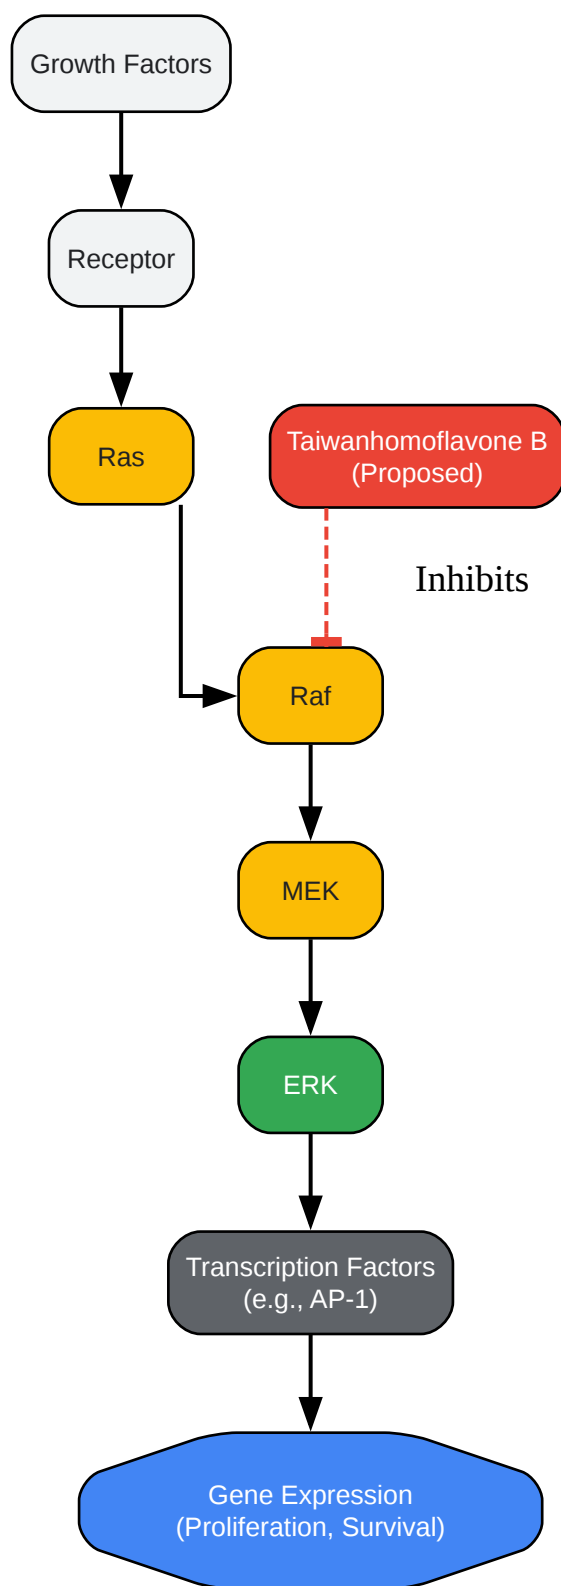 Growth Factors
Receptor
Ras
Taiwanhomoflavone B
(Proposed)
Inhibits
Raf
MEK
ERK
Transcription Factors
(e.g., AP-1)
Gene Expression
(Proliferation, Survival)